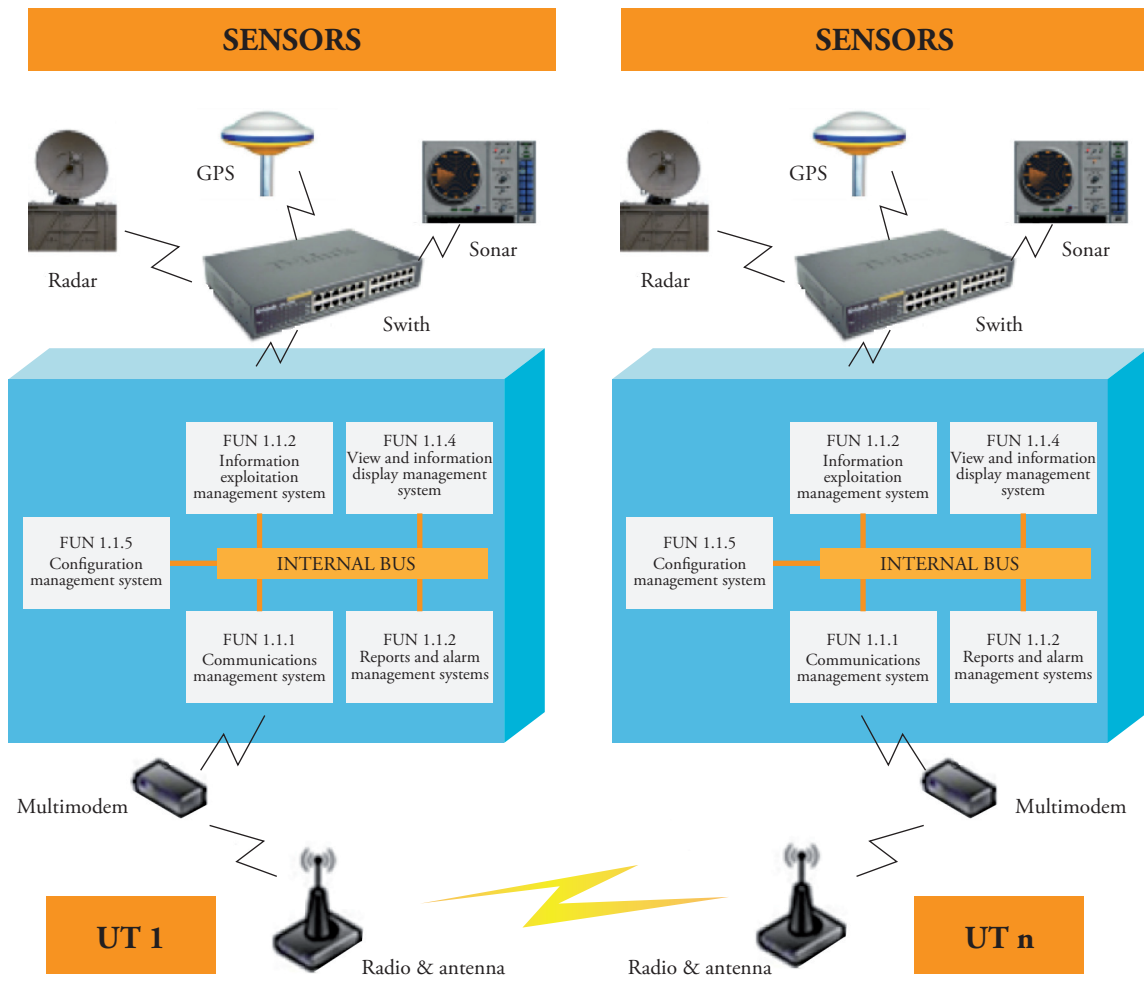 SENSORS
SENSORS
GPS
Radar
Sonar
Swith
GPS
Radar
Sonar
Swith
FUN 1.1.2
Information
exploitation
management system
FUN 1.1.4
View and information
display management
system
FUN 1.1.5
Configuration
management system
INTERNAL BUS
FUN 1.1.1
Communications
management system
FUN 1.1.2
Reports and alarm
management systems
FUN 1.1.2
Information
exploitation
management system
FUN 1.1.4
View and information
display management
system
FUN 1.1.5
Configuration
management system
INTERNAL BUS
FUN 1.1.1
Communications
management system
FUN 1.1.2
Reports and alarm
management systems
Multimodem
Multimodem
UT 1
Radio & antenna
Radio & antenna
UT n